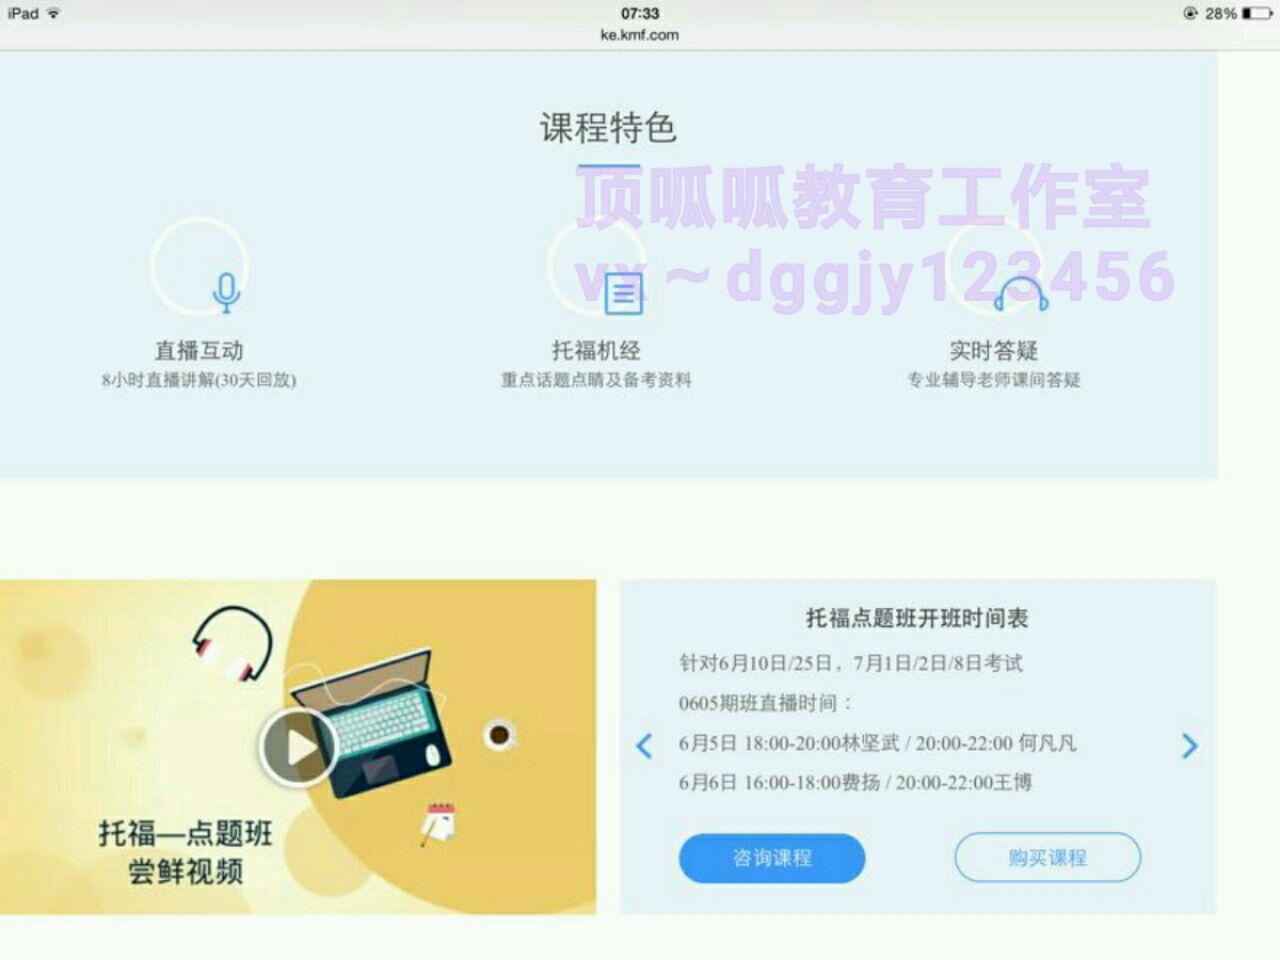 iPad
07:33
28%
ke.kmf.com
课程特色
顶呱呱教育工作室
vx～dggjy123456
直播互动
8小时直播讲解(30天回放)
托福机经
重点话题点睛及备考资料
实时答疑
专业辅导老师课间答疑
托福—点题班
尝鲜视频
托福点题班开班时间表
针对6月10日/25日，7月1日/2日/8日考试
0605期班直播时间：
6月5日 18:00-20:00林坚武 / 20:00-22:00 何凡凡
6月6日 16:00-18:00费扬 / 20:00-22:00王博
咨询课程
购买课程